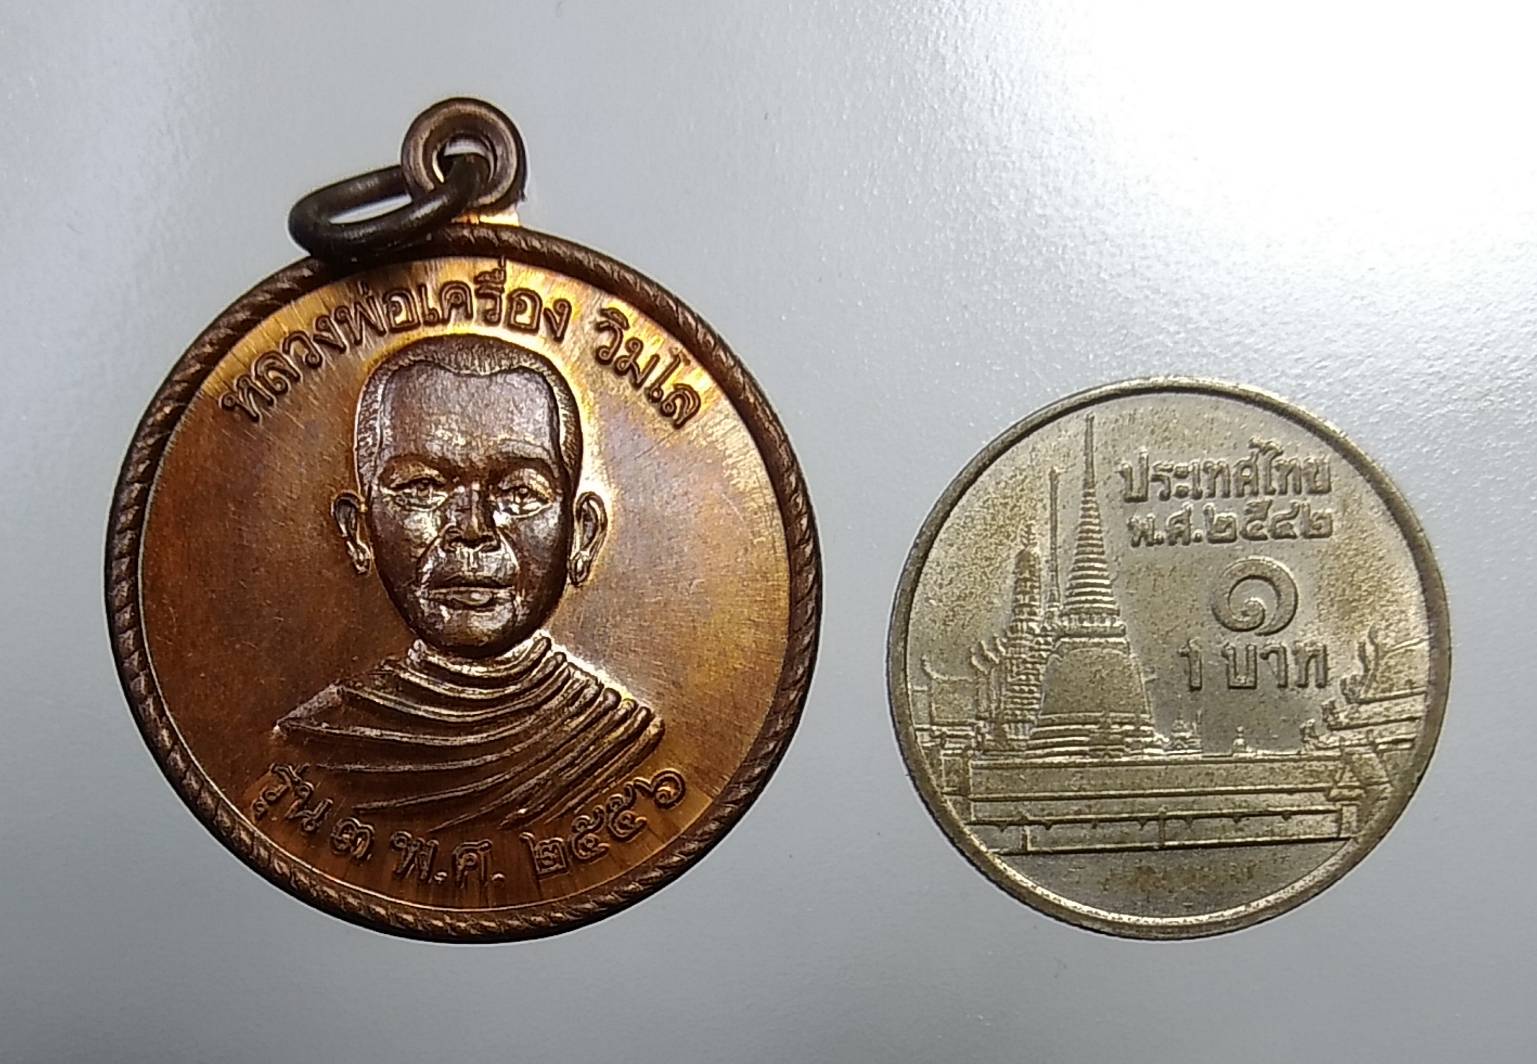 หลวงพ่อเครื่อง วิมโล
รุ่น ๓ พ.ศ. ๒๕๔๖
ประเทศไทย
พ.ศ.๒๕๔๒
๑
1 บาท